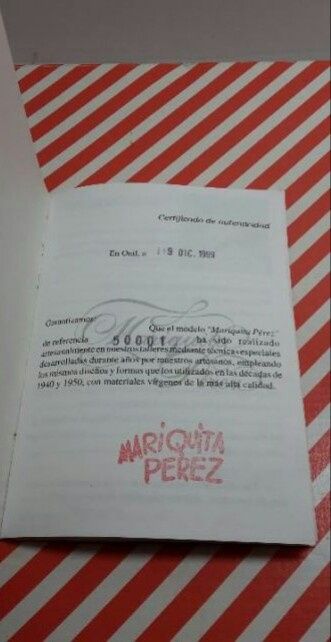 Certificado de autenticidad
En Onil, a 19 DIC. 1999
Garantizamos:
Que el modelo "Mariquita Pérez"
de referencia 50001 ha sido realizado
artesanalmente en nuestros talleres mediante técnicas especiales
desarrolladas durante años por nuestros artesanos, empleando
los mismos diseños y formas que los utilizados en las décadas de
1940 y 1950, con materiales vírgenes de la más alta calidad.
MARIQUITA
PEREZ